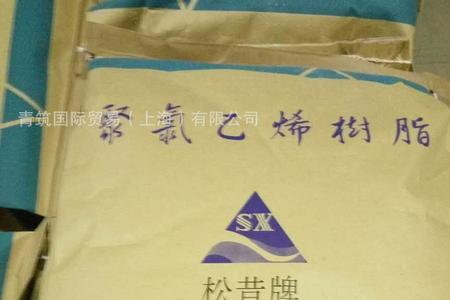 青筑国际贸易（上海）有限公司
聚氯乙烯樹脂
SX
松昔牌